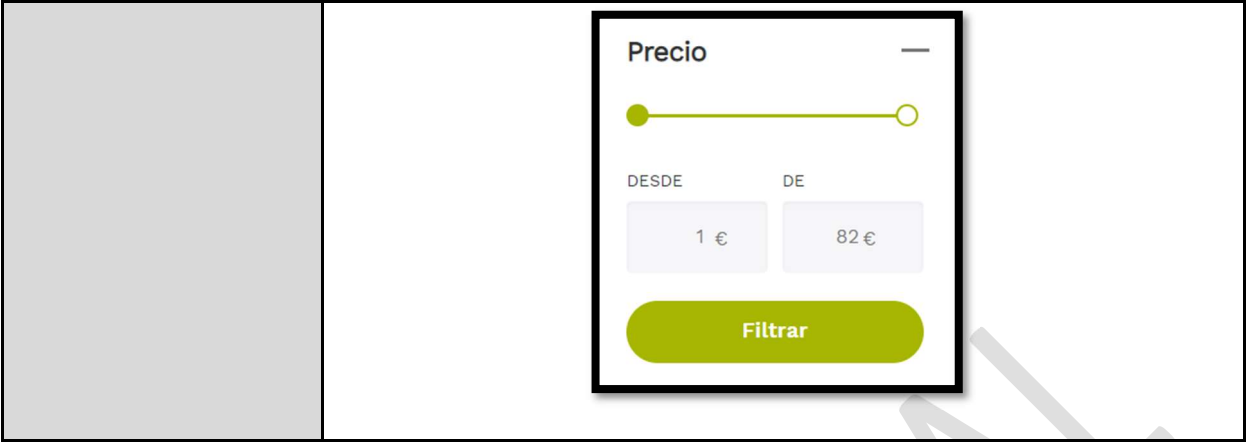 Precio
DESDE DE
1 € 82 €
Filtrar